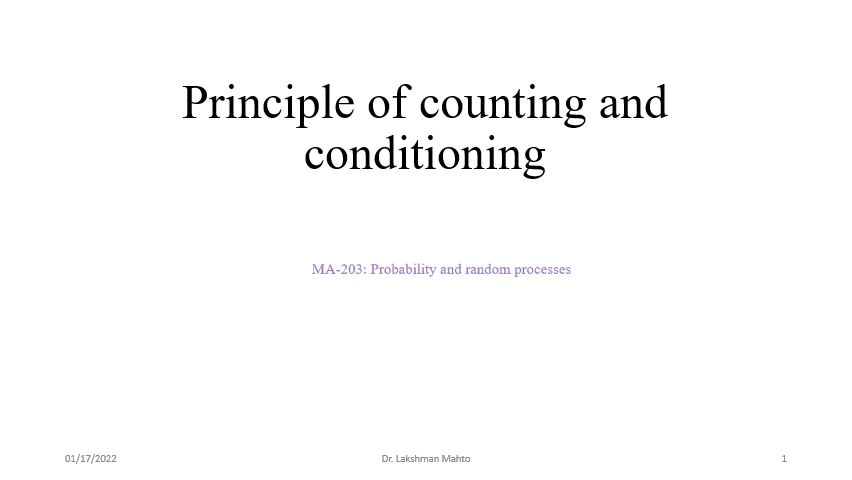 Principle of counting and
conditioning
MA-203: Probability and random processes
01/17/2022
Dr. Lakshman Mahto
1